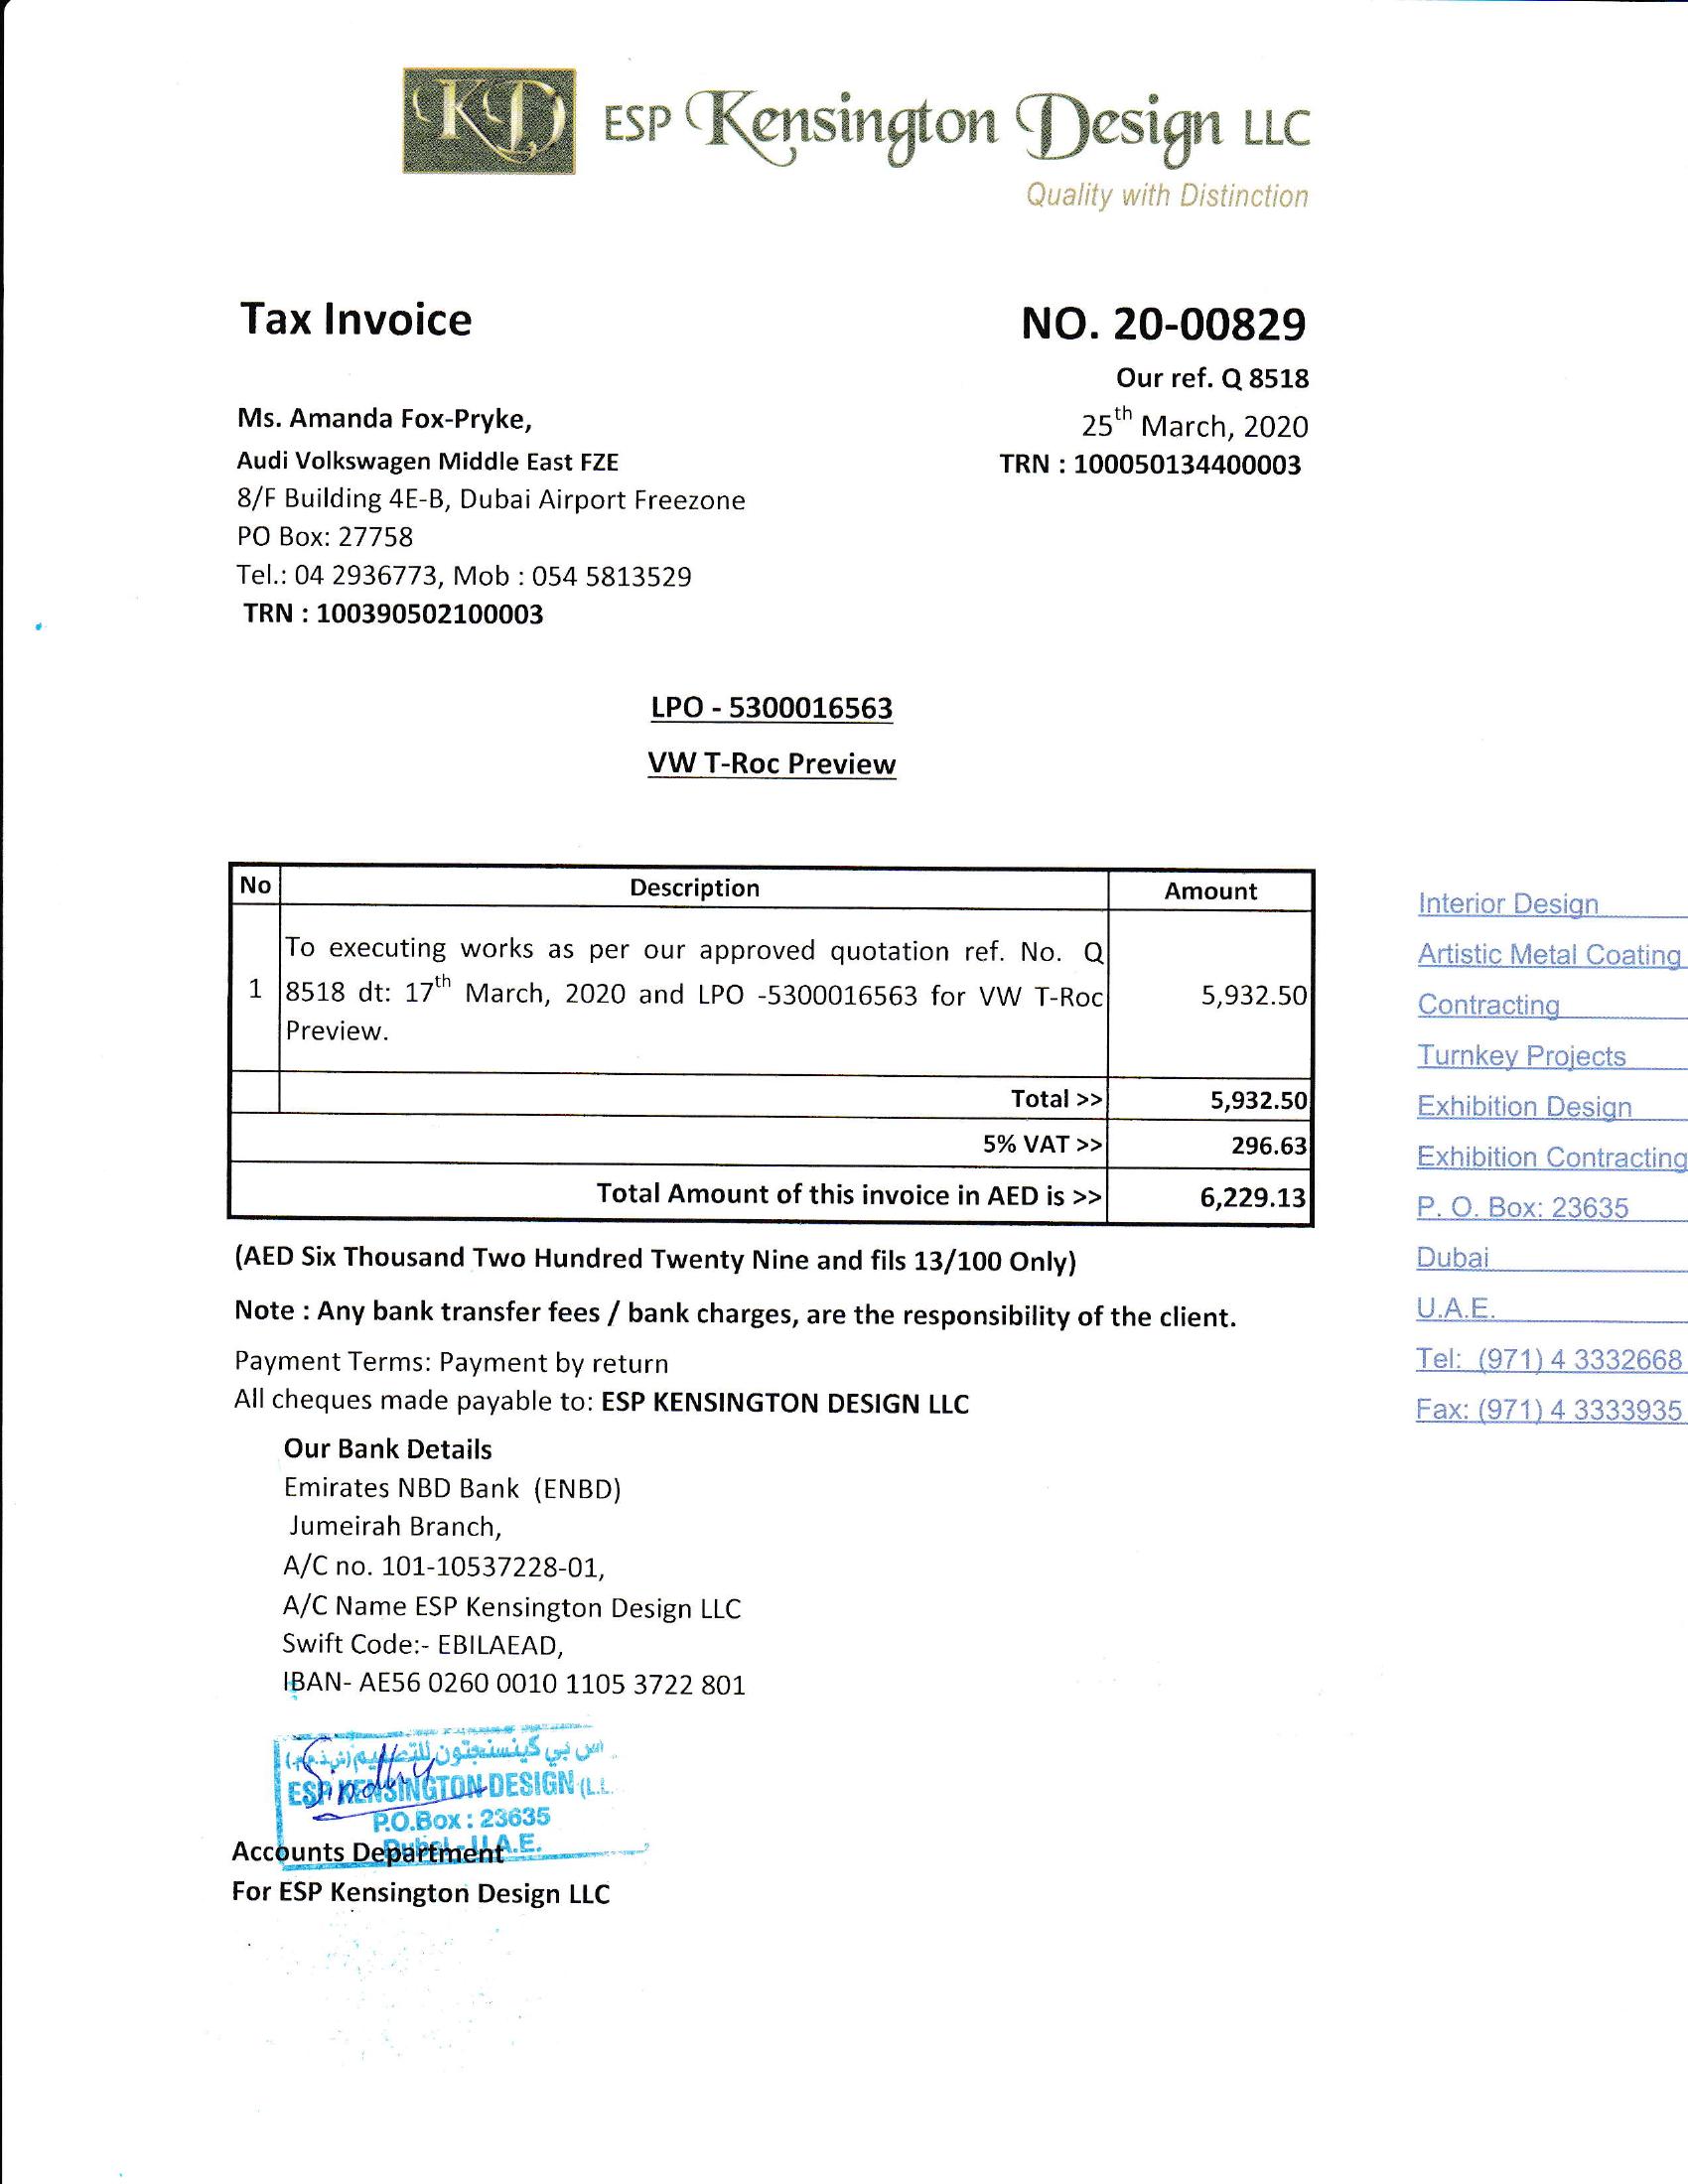 KD
ESP Kensington Design LLC
Quality with Distinction
Tax Invoice
NO. 20-00829
Our ref. Q 8518
Ms. Amanda Fox-Pryke,
25th March, 2020
Audi Volkswagen Middle East FZE
TRN : 100050134400003
8/F Building 4E-B, Dubai Airport Freezone
PO Box: 27758
Tel.: 04 2936773, Mob : 054 5813529
TRN : 100390502100003
LPO - 5300016563
VW T-Roc Preview
No Description Amount
To executing works as per our approved quotation ref. No. Q
1 8518 dt: 17th March, 2020 and LPO -5300016563 for VW T-Roc 5,932.50
Preview.
Total >> 5,932.50
5% VAT >> 296.63
Total Amount of this invoice in AED is >> 6,229.13
(AED Six Thousand Two Hundred Twenty Nine and fils 13/100 Only)
Note : Any bank transfer fees / bank charges, are the responsibility of the client.
Payment Terms: Payment by return
All cheques made payable to: ESP KENSINGTON DESIGN LLC
Our Bank Details
Emirates NBD Bank (ENBD)
Jumeirah Branch,
A/C no. 101-10537228-01,
A/C Name ESP Kensington Design LLC
Swift Code:- EBILAEAD,
IBAN- AE56 0260 0010 1105 3722 801
اس بي كينسنجتون للتصميم
ESP KENSINGTON DESIGN (L.L.
Sindhu
P.O.Box : 23635
Dubai - U.A.E.
Accounts Department
For ESP Kensington Design LLC
Interior Design
Artistic Metal Coating
Contracting
Turnkey Projects
Exhibition Design
Exhibition Contracting
P. O. Box: 23635
Dubai
U.A.E.
Tel: (971) 4 3332668
Fax: (971) 4 3333935